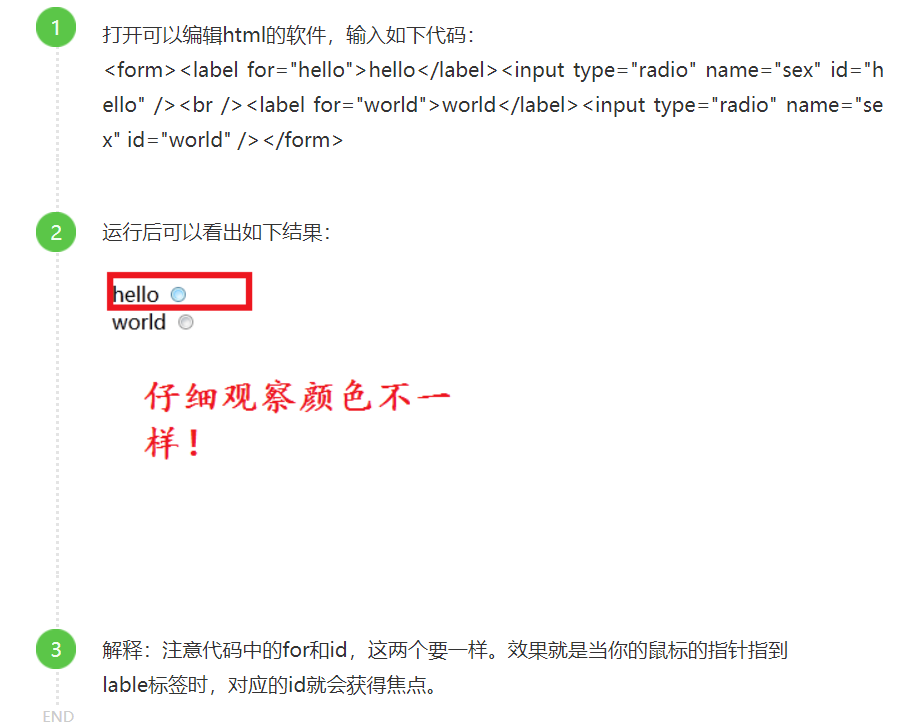 1
打开可以编辑html的软件，输入如下代码：
<form><label for="hello">hello</label><input type="radio" name="sex" id="h
ello" /><br /><label for="world">world</label><input type="radio" name="se
x" id="world" /></form>
2
运行后可以看出如下结果：
hello
world
仔细观察颜色不一
样！
3
解释：注意代码中的for和id，这两个要一样。效果就是当你的鼠标的指针指到
lable标签时，对应的id就会获得焦点。
END